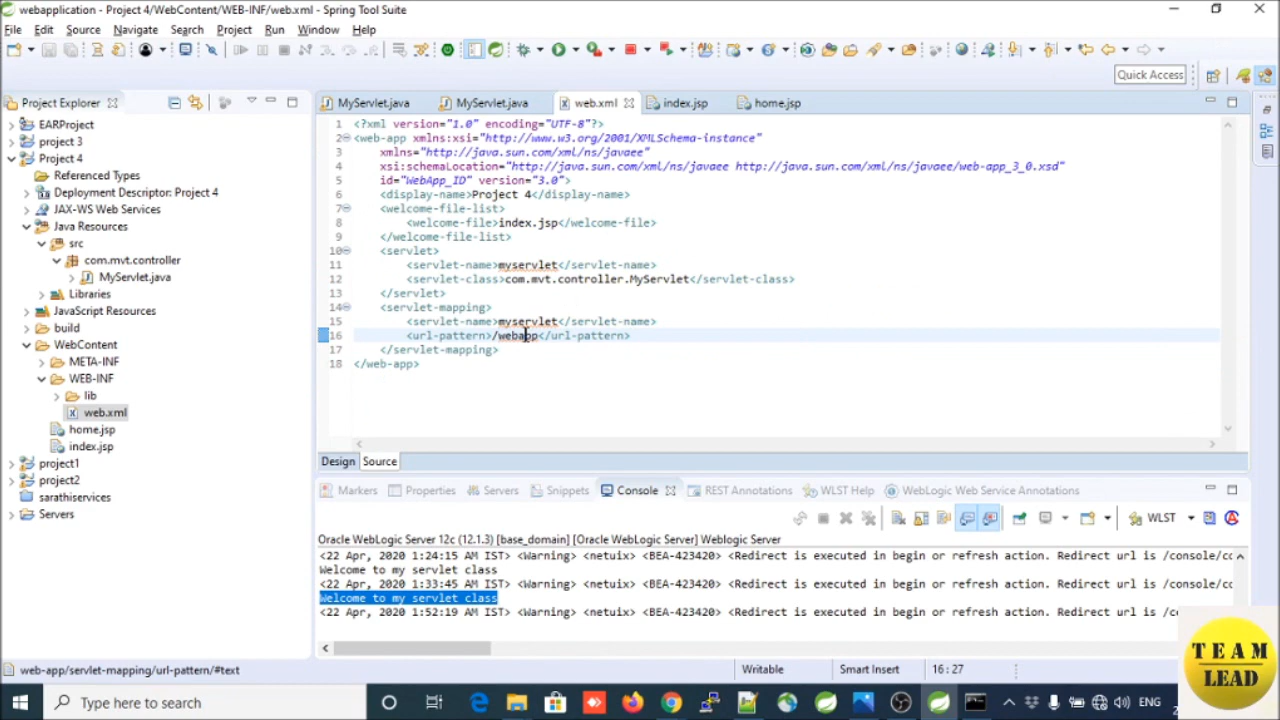 webapplication - Project 4/WebContent/WEB-INF/web.xml - Spring Tool Suite
File Edit Source Navigate Search Project Run Window Help
Quick Access
Project Explorer
EARProject
project 3
Project 4
Referenced Types
Deployment Descriptor: Project 4
JAX-WS Web Services
Java Resources
src
com.mvt.controller
MyServlet.java
Libraries
JavaScript Resources
build
WebContent
META-INF
WEB-INF
lib
web.xml
home.jsp
index.jsp
project1
project2
sarathiservices
Servers
MyServlet.java MyServlet.java web.xml index.jsp home.jsp
1 <?xml version="1.0" encoding="UTF-8"?>
2 <web-app xmlns:xsi="http://www.w3.org/2001/XMLSchema-instance"
3 xmlns="http://java.sun.com/xml/ns/javaee"
4 xsi:schemaLocation="http://java.sun.com/xml/ns/javaee http://java.sun.com/xml/ns/javaee/web-app_3_0.xsd"
5 id="WebApp_ID" version="3.0">
6 <display-name>Project 4</display-name>
7 <welcome-file-list>
8 <welcome-file>index.jsp</welcome-file>
9 </welcome-file-list>
10 <servlet>
11 <servlet-name>myservlet</servlet-name>
12 <servlet-class>com.mvt.controller.MyServlet</servlet-class>
13 </servlet>
14 <servlet-mapping>
15 <servlet-name>myservlet</servlet-name>
16 <url-pattern>/webapp</url-pattern>
17 </servlet-mapping>
18 </web-app>
Design Source
Markers Properties Servers Snippets Console REST Annotations WLST Help WebLogic Web Service Annotations
WLST
Oracle WebLogic Server 12c (12.1.3) [base_domain] [Oracle WebLogic Server] Weblogic Server
<22 Apr, 2020 1:24:15 AM IST> <Warning> <netuix> <BEA-423420> <Redirect is executed in begin or refresh action. Redirect url is /console/co
Welcome to my servlet class
<22 Apr, 2020 1:33:45 AM IST> <Warning> <netuix> <BEA-423420> <Redirect is executed in begin or refresh action. Redirect url is /console/co
Welcome to my servlet class
<22 Apr, 2020 1:52:19 AM IST> <Warning> <netuix> <BEA-423420> <Redirect is executed in begin or refresh action. Redirect url is /c
web-app/servlet-mapping/url-pattern/#text
Writable Smart Insert 16 : 27
TEAM
LEAD
Type here to search
ENG